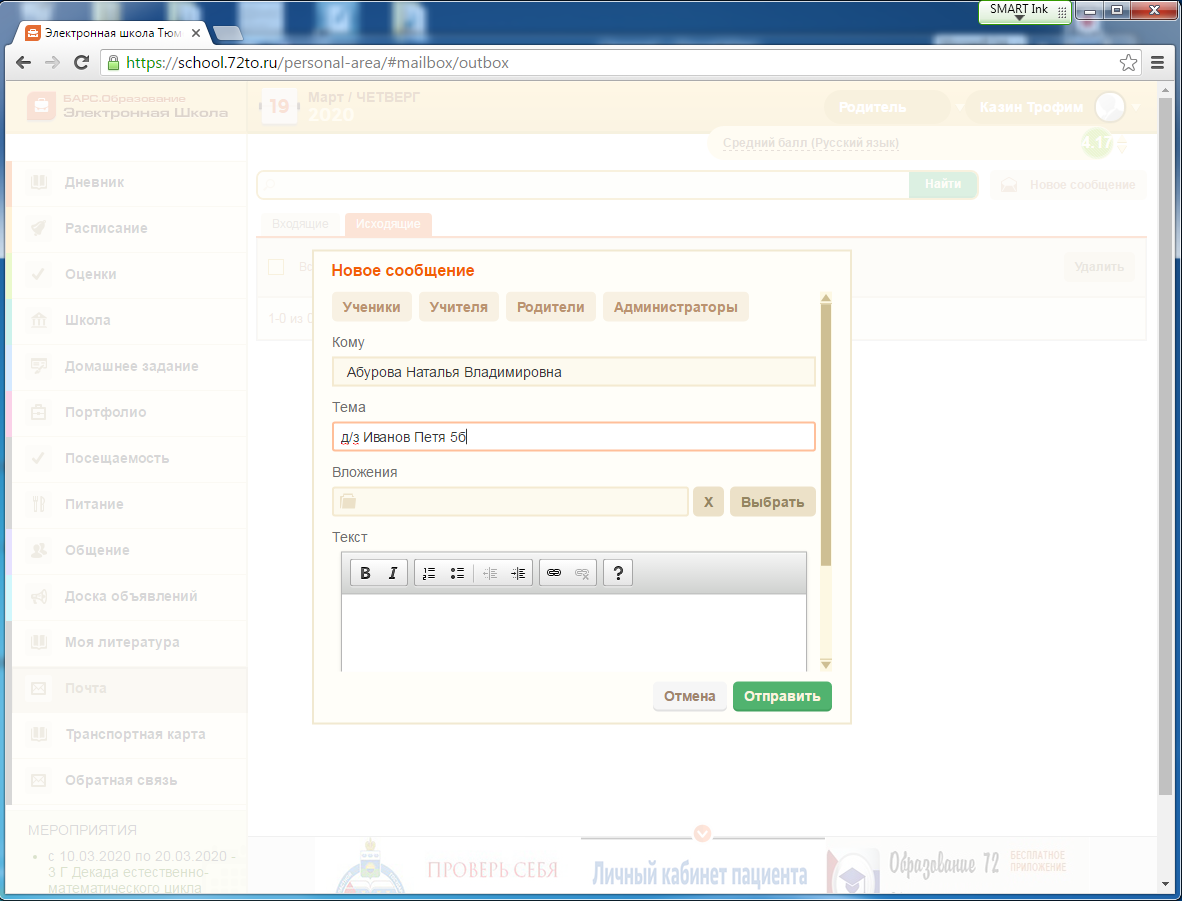 SMART Ink
Электронная школа Тюм
https://school.72to.ru/personal-area/#mailbox/outbox
БАРС.Образование
Электронная Школа
19
Март / ЧЕТВЕРГ
2020
Родитель
Казин Трофим
Средний балл (Русский язык)
4.17
Найти
Новое сообщение
Входящие
Исходящие
Удалить
1-0 из
Дневник
Расписание
Оценки
Школа
Домашнее задание
Портфолио
Посещаемость
Питание
Общение
Доска объявлений
Моя литература
Почта
Транспортная карта
Обратная связь
МЕРОПРИЯТИЯ
• с 10.03.2020 по 20.03.2020 -
3 Г Декада естественно-
математического цикла
Новое сообщение
Ученики
Учителя
Родители
Администраторы
Кому
Абурова Наталья Владимировна
Тема
д/з Иванов Петя 5б
Вложения
X
Выбрать
Текст
B I ?
Отмена
Отправить
ПРОВЕРЬ СЕБЯ
Личный кабинет пациента
Образование 72
БЕСПЛАТНОЕ
ПРИЛОЖЕНИЕ